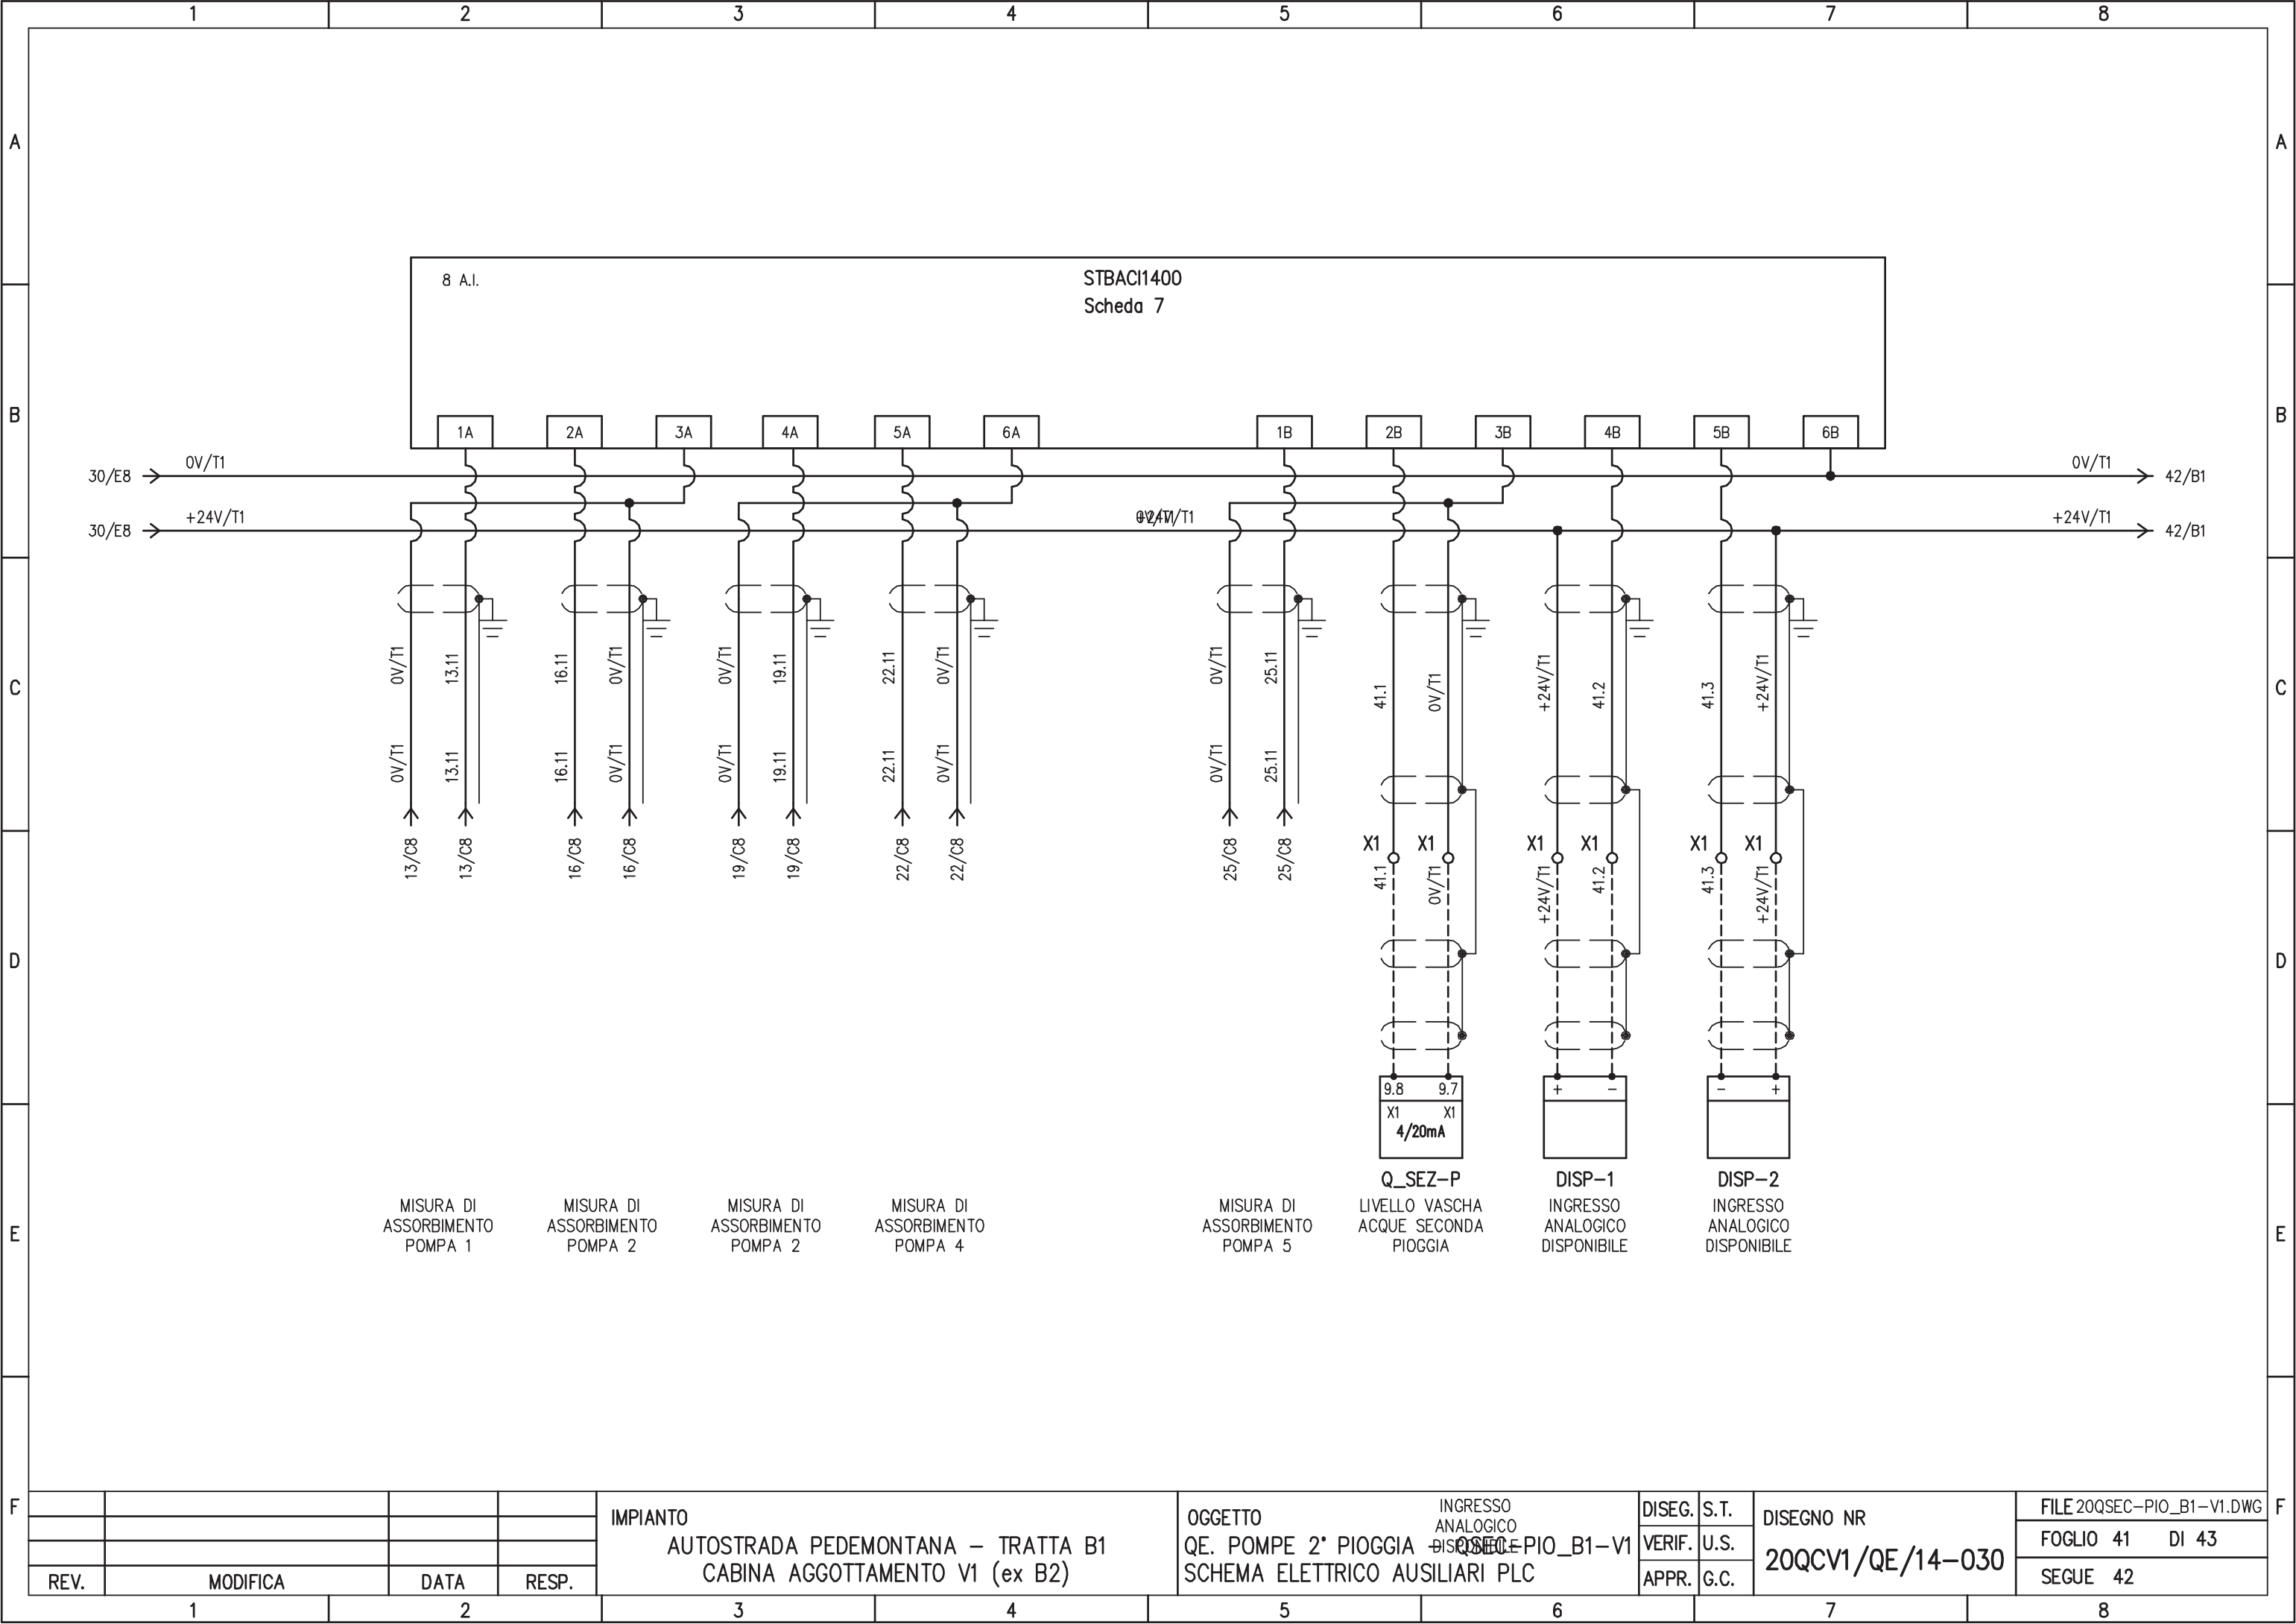 1 2 3 4 5 6 7 8
A A
8 A.I.
STBACI1400
Scheda 7
B B
1A 2A 3A 4A 5A 6A 1B 2B 3B 4B 5B 6B
30/E8 0V/T1 0V/T1 42/B1
30/E8 +24V/T1 +24V/T1 +24V/T1 42/B1
C C
0V/T1 13.11 16.11 0V/T1 0V/T1 19.11 22.11 0V/T1 0V/T1 25.11 41.1 0V/T1 +24V/T1 41.2 41.3 +24V/T1
0V/T1 13.11 16.11 0V/T1 0V/T1 19.11 22.11 0V/T1 0V/T1 25.11
13/C8 13/C8 16/C8 16/C8 19/C8 19/C8 22/C8 22/C8 25/C8 25/C8
X1 X1 X1 X1 X1 X1
41.1 0V/T1 +24V/T1 41.2 41.3 +24V/T1
D D
9.8 9.7 + - - +
X1 X1
4/20mA
Q_SEZ-P DISP-1 DISP-2
MISURA DI
ASSORBIMENTO
POMPA 1
MISURA DI
ASSORBIMENTO
POMPA 2
MISURA DI
ASSORBIMENTO
POMPA 2
MISURA DI
ASSORBIMENTO
POMPA 4
MISURA DI
ASSORBIMENTO
POMPA 5
LIVELLO VASCHA
ACQUE SECONDA
PIOGGIA
INGRESSO
ANALOGICO
DISPONIBILE
INGRESSO
ANALOGICO
DISPONIBILE
E E
F F
REV. MODIFICA DATA RESP.
IMPIANTO
AUTOSTRADA PEDEMONTANA - TRATTA B1
CABINA AGGOTTAMENTO V1 (ex B2)
OGGETTO
INGRESSO
ANALOGICO
DISPONIBILE
QE. POMPE 2° PIOGGIA - QSEC-PIO_B1-V1
SCHEMA ELETTRICO AUSILIARI PLC
DISEG. S.T.
VERIF. U.S.
APPR. G.C.
DISEGNO NR
20QCV1/QE/14-030
FILE 20QSEC-PIO_B1-V1.DWG
FOGLIO 41 DI 43
SEGUE 42
1 2 3 4 5 6 7 8